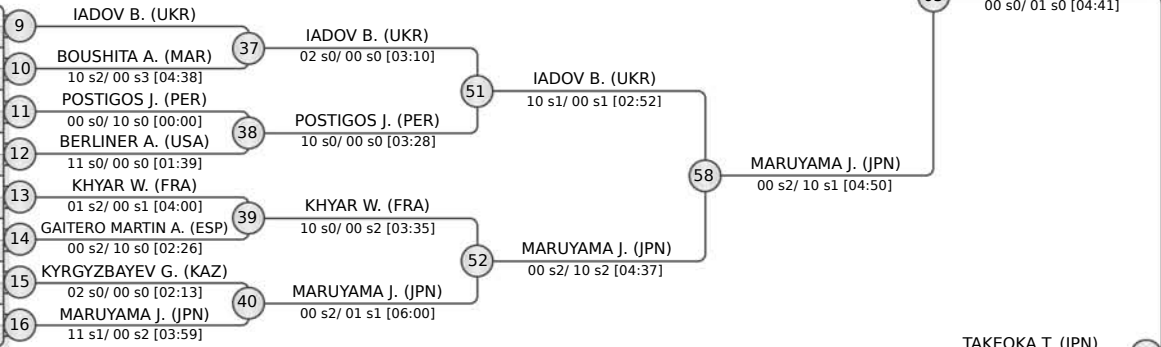 00 s0/ 01 s0 [04:41]
9
IADOV B. (UKR)
10
BOUSHITA A. (MAR)
10 s2/ 00 s3 [04:38]
11
POSTIGOS J. (PER)
00 s0/ 10 s0 [00:00]
12
BERLINER A. (USA)
11 s0/ 00 s0 [01:39]
13
KHYAR W. (FRA)
01 s2/ 00 s1 [04:00]
14
GAITERO MARTIN A. (ESP)
00 s2/ 10 s0 [02:26]
15
KYRGYZBAYEV G. (KAZ)
02 s0/ 00 s0 [02:13]
16
MARUYAMA J. (JPN)
11 s1/ 00 s2 [03:59]
37
IADOV B. (UKR)
02 s0/ 00 s0 [03:10]
38
POSTIGOS J. (PER)
10 s0/ 00 s0 [03:28]
39
KHYAR W. (FRA)
10 s0/ 00 s2 [03:35]
40
MARUYAMA J. (JPN)
00 s2/ 01 s1 [06:00]
51
IADOV B. (UKR)
10 s1/ 00 s1 [02:52]
52
MARUYAMA J. (JPN)
00 s2/ 10 s2 [04:37]
58
MARUYAMA J. (JPN)
00 s2/ 10 s1 [04:50]
TAKEOKA T. (JPN)